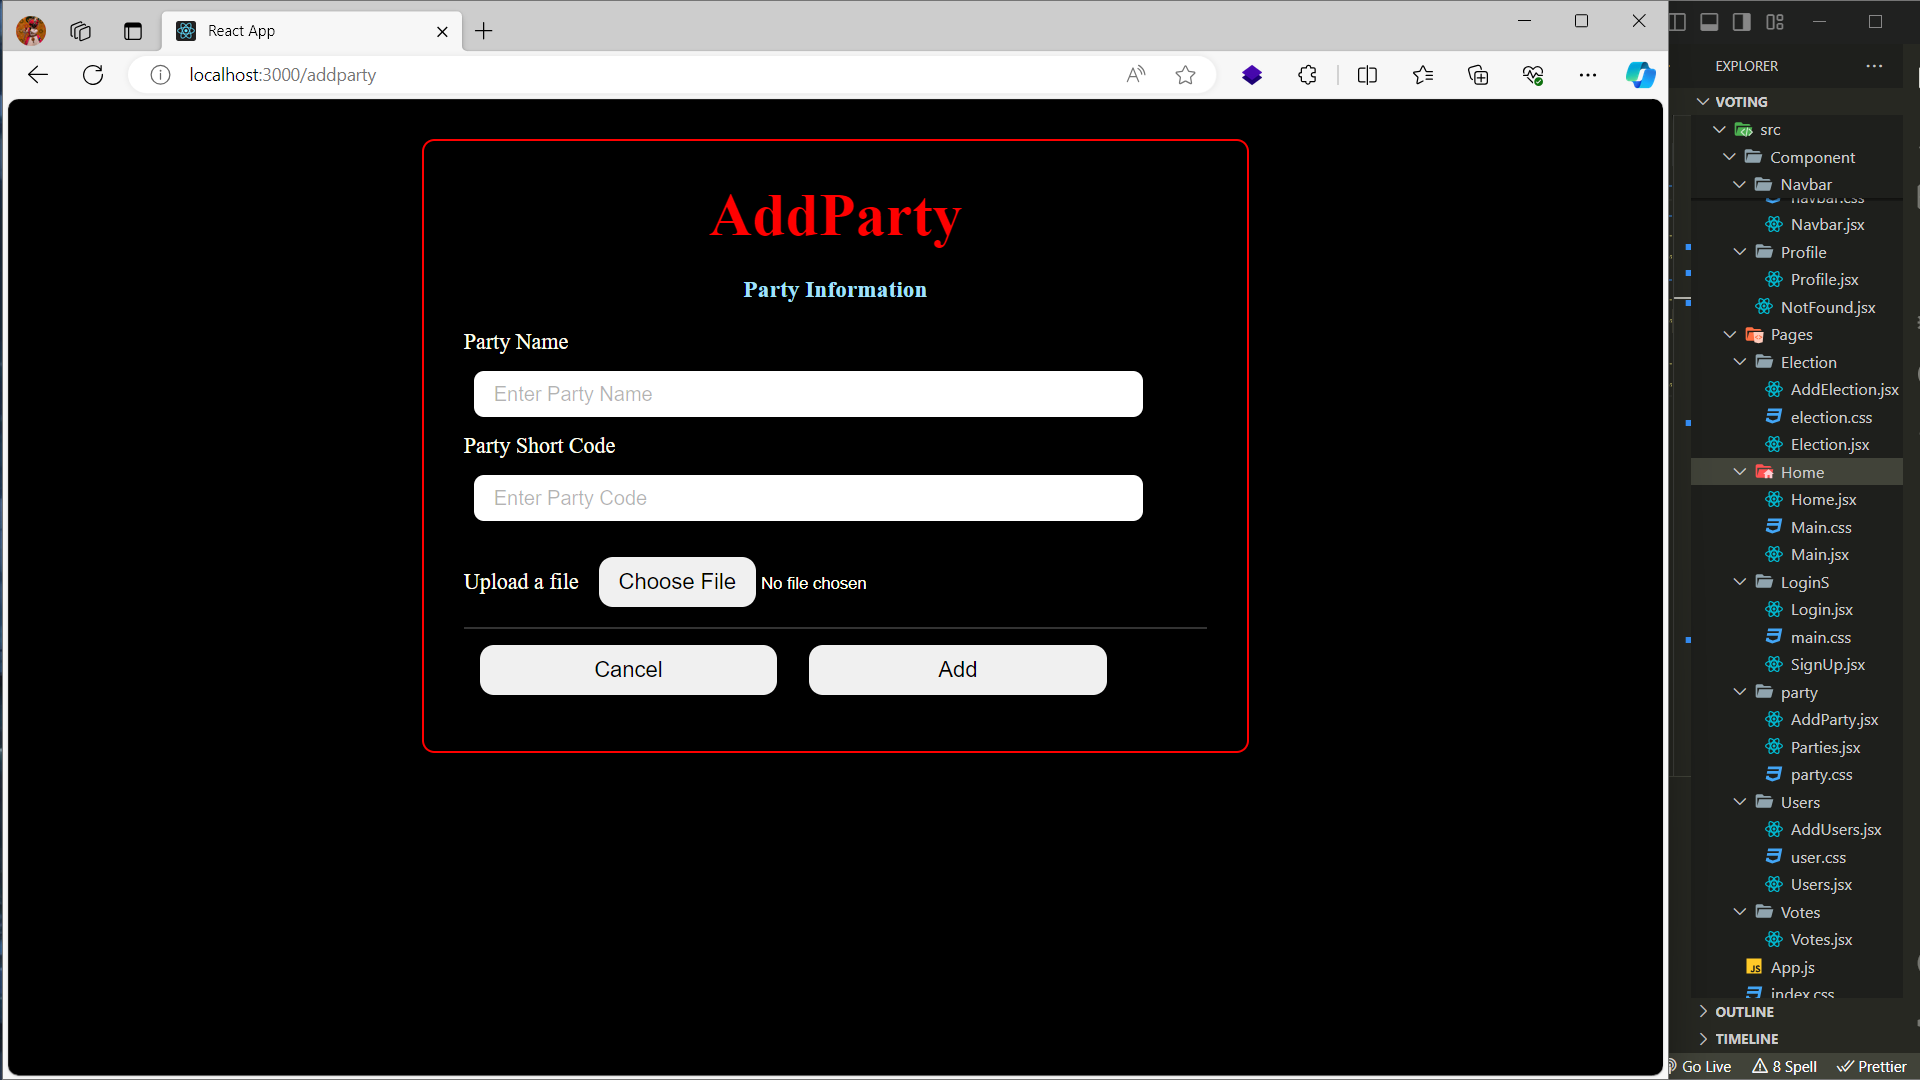 React App
localhost:3000/addparty
AddParty
Party Information
Party Name
Enter Party Name
Party Short Code
Enter Party Code
Upload a file
Choose File
No file chosen
Cancel
Add
EXPLORER
VOTING
src
Component
Navbar
navbar.css
Navbar.jsx
Profile
Profile.jsx
NotFound.jsx
Pages
Election
AddElection.jsx
election.css
Election.jsx
Home
Home.jsx
Main.css
Main.jsx
LoginS
Login.jsx
main.css
SignUp.jsx
party
AddParty.jsx
Parties.jsx
party.css
Users
AddUsers.jsx
user.css
Users.jsx
Votes
Votes.jsx
JS App.js
index.css
OUTLINE
TIMELINE
Go Live 8 Spell Prettier